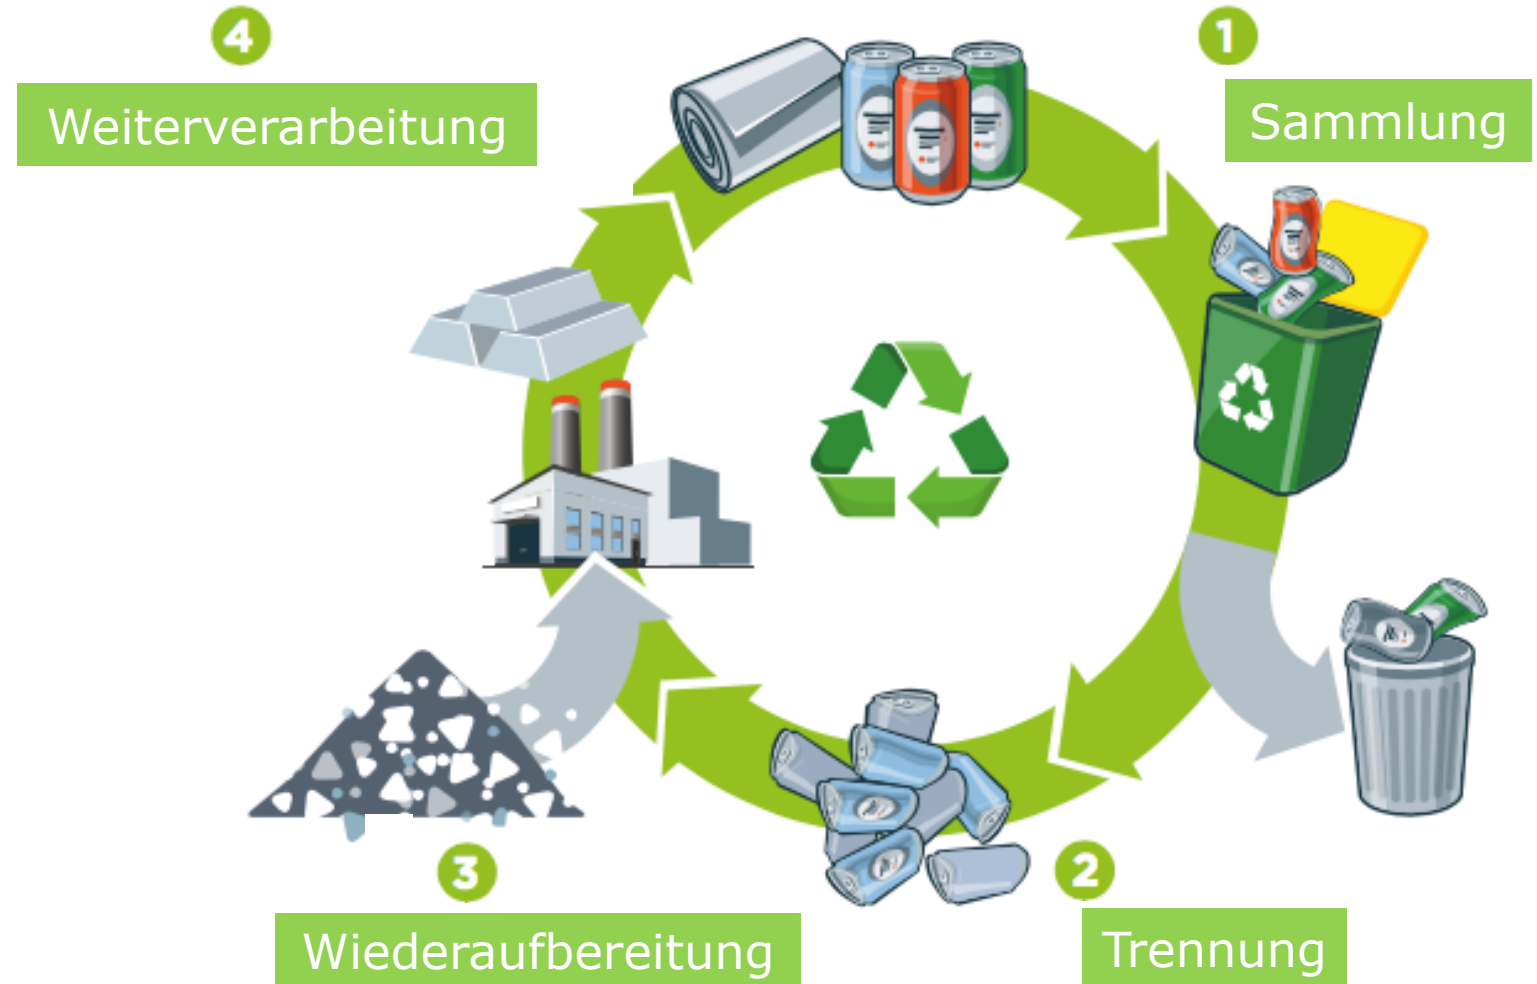 4
Weiterverarbeitung
1
Sammlung
3
Wiederaufbereitung
2
Trennung